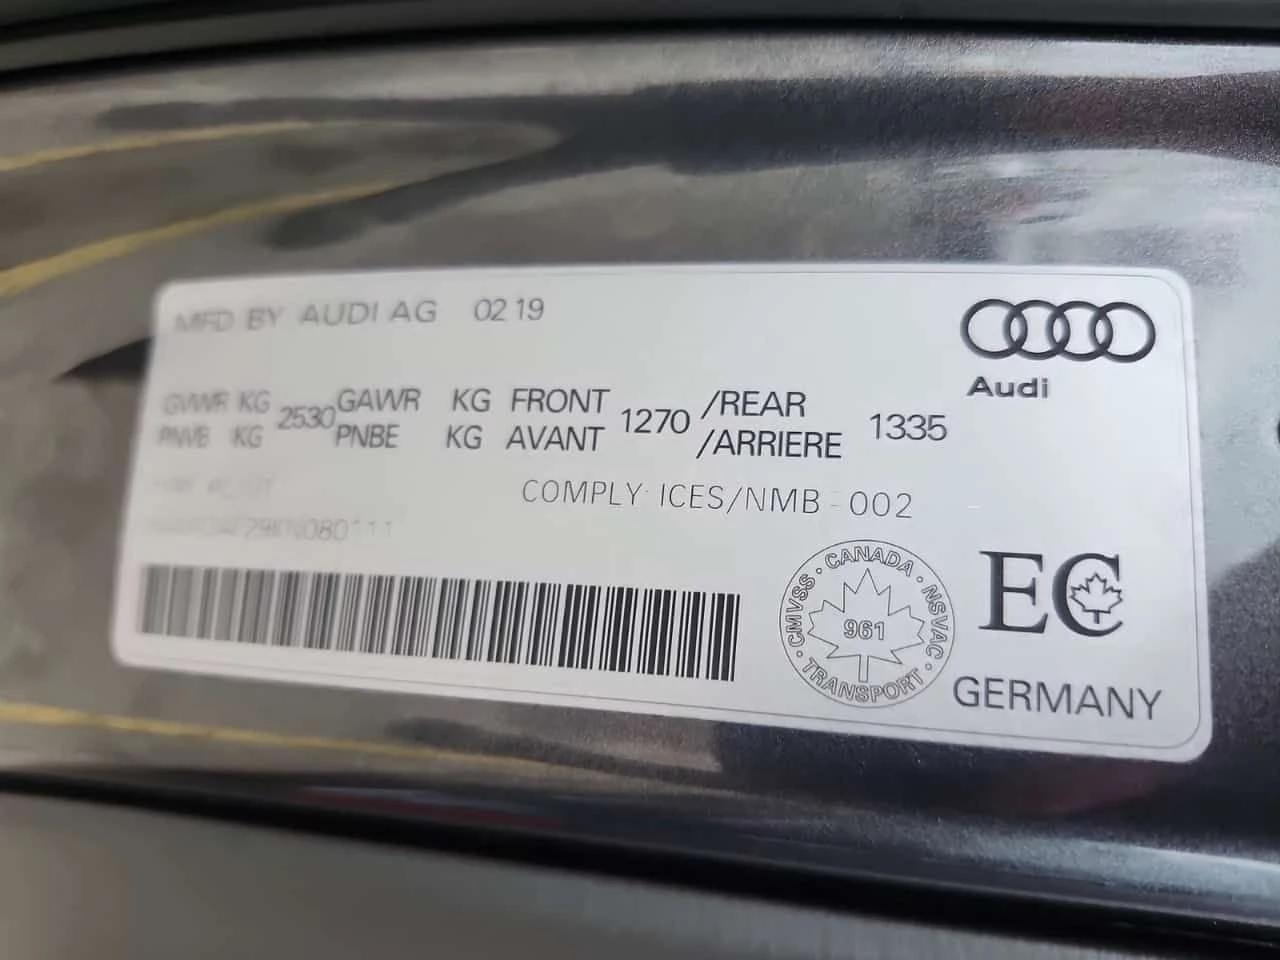 MFD BY AUDI AG 02 19
Audi
GVWR KG 2530 GAWR KG FRONT 1270 /REAR 1335
PNVB KG PNBE KG AVANT /ARRIERE
COMPLY ICES/NMB-002
CANADA · NSVAC · TRANSPORT · CMVSS ·
961
EC
GERMANY